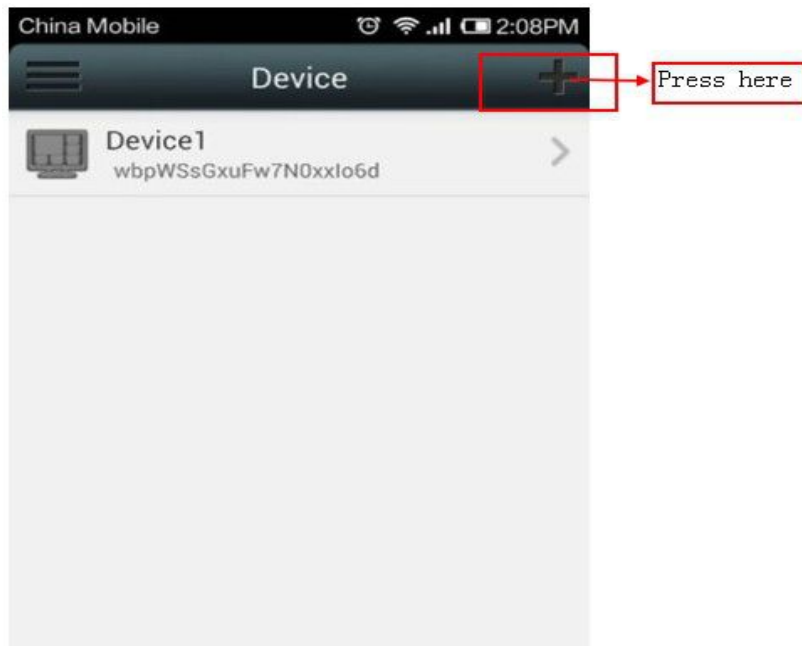 China Mobile 2:08PM
Device
Press here
Device1
wbpWSsGxuFw7N0xxIo6d